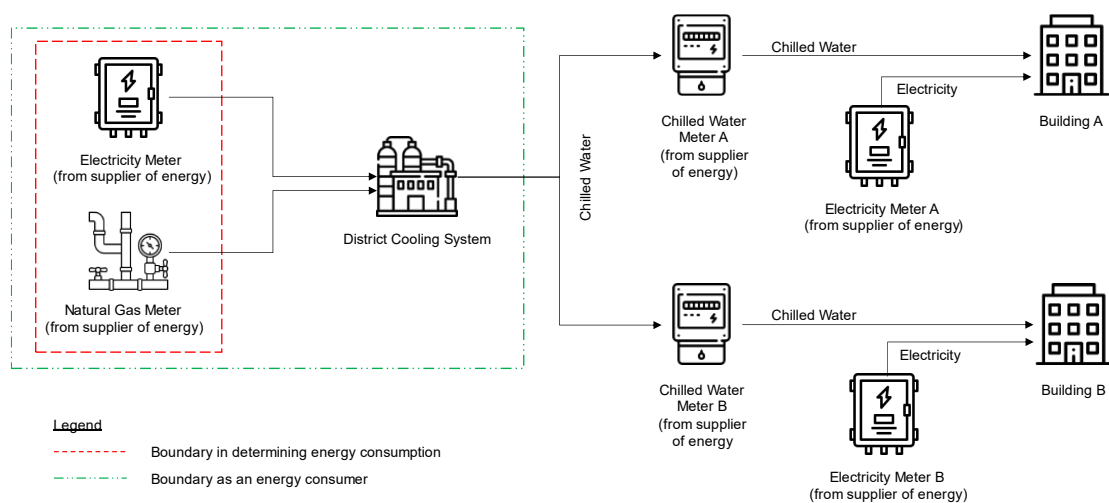 Electricity Meter
(from supplier of energy)
Natural Gas Meter
(from supplier of energy)
District Cooling System
Chilled Water
Chilled Water
Meter A
(from supplier
of energy)
Chilled Water
Electricity
Electricity Meter A
(from supplier of energy)
Building A
Chilled Water
Meter B
(from supplier
of energy
Chilled Water
Electricity
Electricity Meter B
(from supplier of energy)
Building B
Legend
Boundary in determining energy consumption
Boundary as an energy consumer